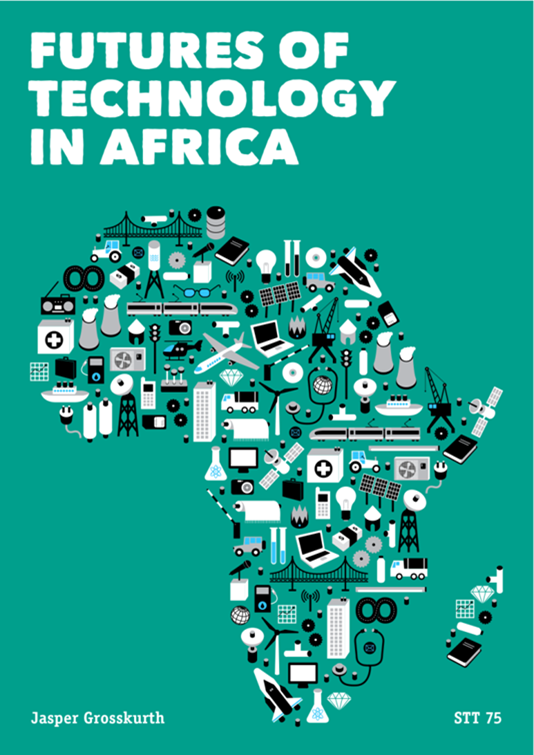 FUTURES OF
TECHNOLOGY
IN AFRICA
Jasper Grosskurth
STT 75